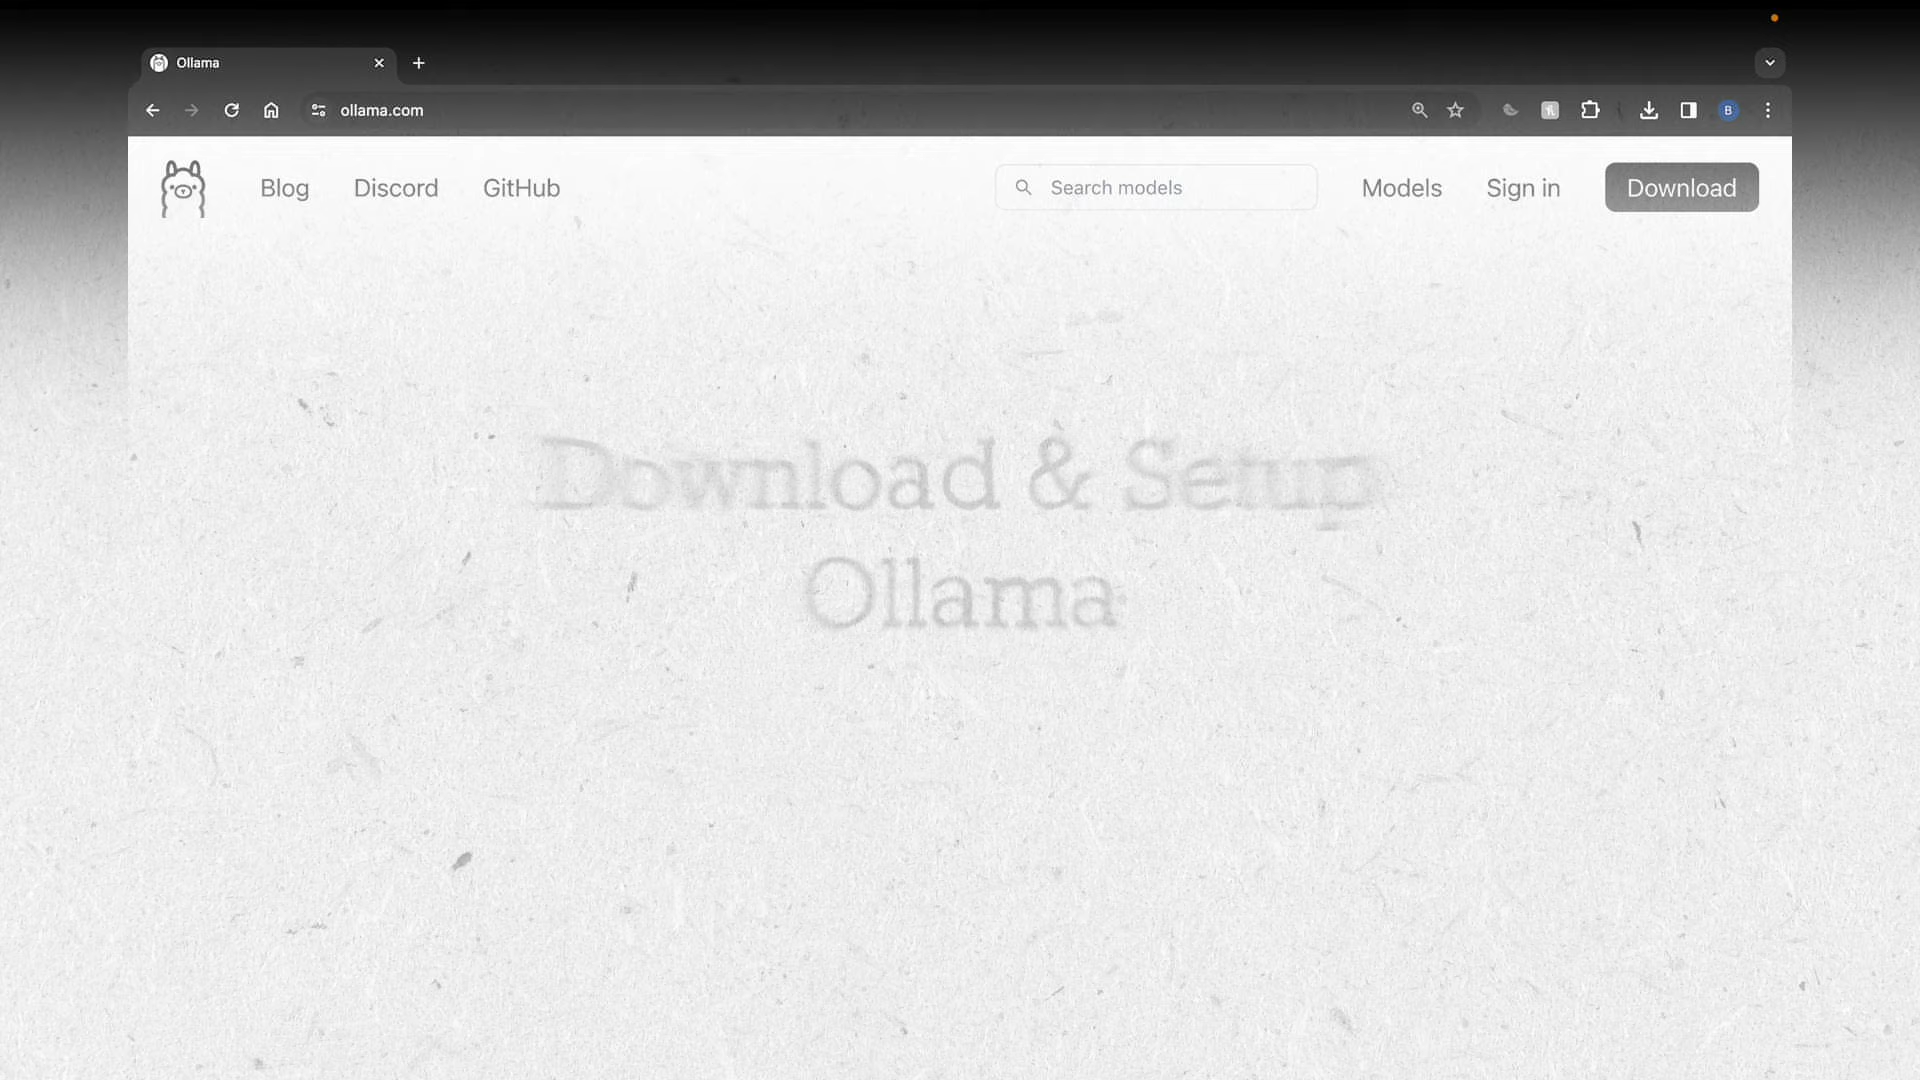 Ollama
ollama.com
B
Blog Discord GitHub Search models Models Sign in Download
Download & Setup
Ollama